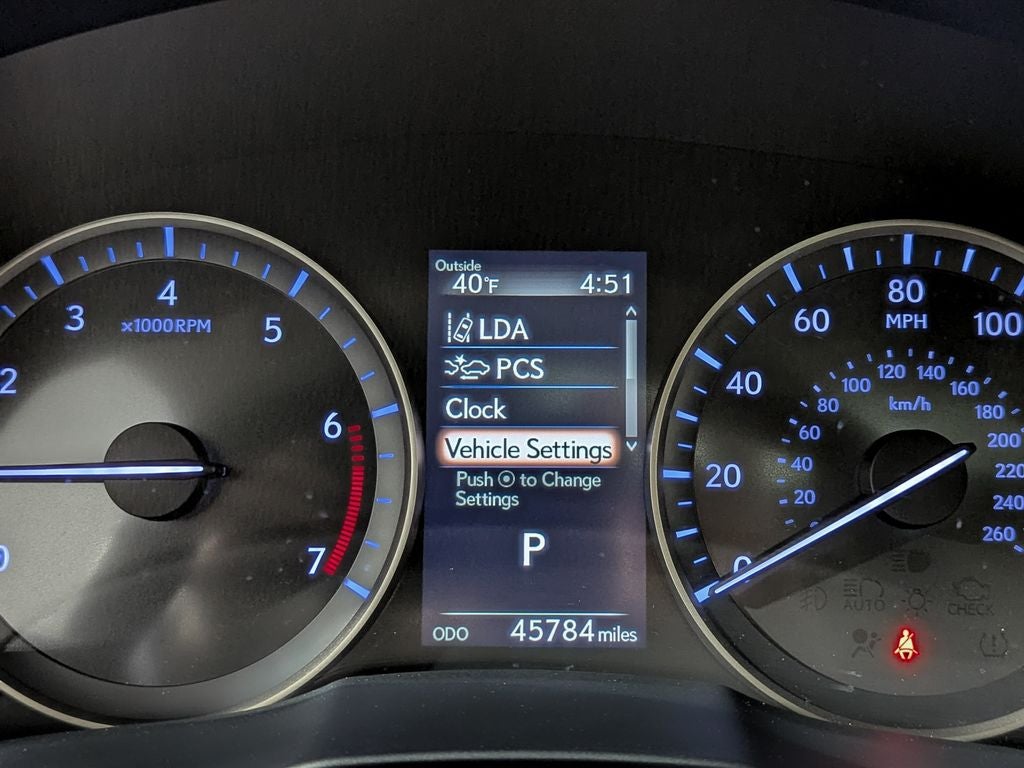 Outside
40°F 4:51
LDA
PCS
Clock
Vehicle Settings
Push ⦿ to Change
Settings
P
ODO 45784 miles
0
2
3
4
5
6
7
x1000RPM
0
20
40
60
80
100
MPH
20
40
60
80
100
120
140
160
180
200
220
240
260
km/h
AUTO
CHECK